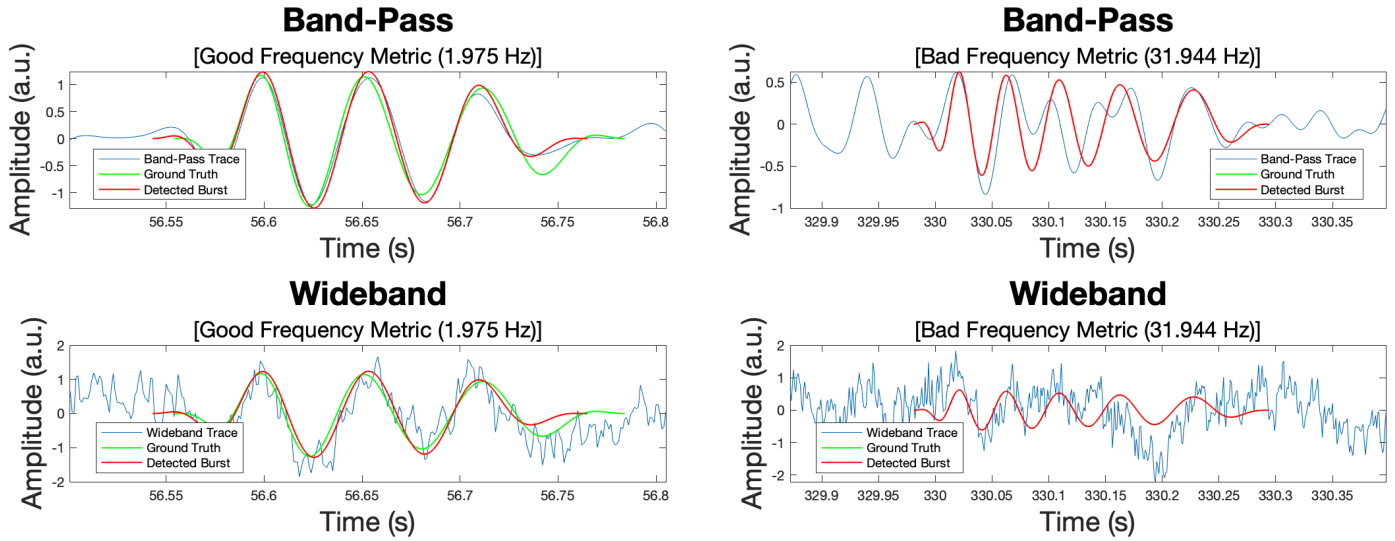 Band-Pass
[Good Frequency Metric (1.975 Hz)]
Amplitude (a.u.)
1
0.5
0
-0.5
-1
Band-Pass Trace
Ground Truth
Detected Burst
56.55
56.6
56.65
56.7
56.75
56.8
Time (s)
Band-Pass
[Bad Frequency Metric (31.944 Hz)]
Amplitude (a.u.)
0.5
0
-0.5
-1
Band-Pass Trace
Ground Truth
Detected Burst
329.9
329.95
330
330.05
330.1
330.15
330.2
330.25
330.3
330.35
Time (s)
Wideband
[Good Frequency Metric (1.975 Hz)]
Amplitude (a.u.)
2
1
0
-1
-2
Wideband Trace
Ground Truth
Detected Burst
56.55
56.6
56.65
56.7
56.75
56.8
Time (s)
Wideband
[Bad Frequency Metric (31.944 Hz)]
Amplitude (a.u.)
2
1
0
-1
-2
Wideband Trace
Ground Truth
Detected Burst
329.9
329.95
330
330.05
330.1
330.15
330.2
330.25
330.3
330.35
Time (s)